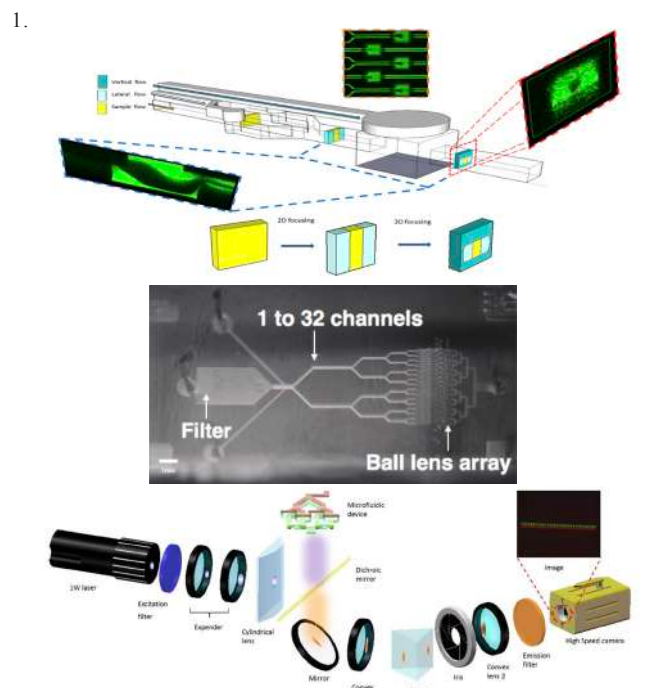 1.
Vertical flow
Lateral flow
Sample flow
2D focusing
3D focusing
1 to 32 channels
Filter
Ball lens array
Microfluidic
device
1W laser
Excitation
filter
Expender
Cylindrical
lens
Dichroic
mirror
Mirror
Convex
Iris
Convex
lens 2
Emission
filter
Image
High Speed camera